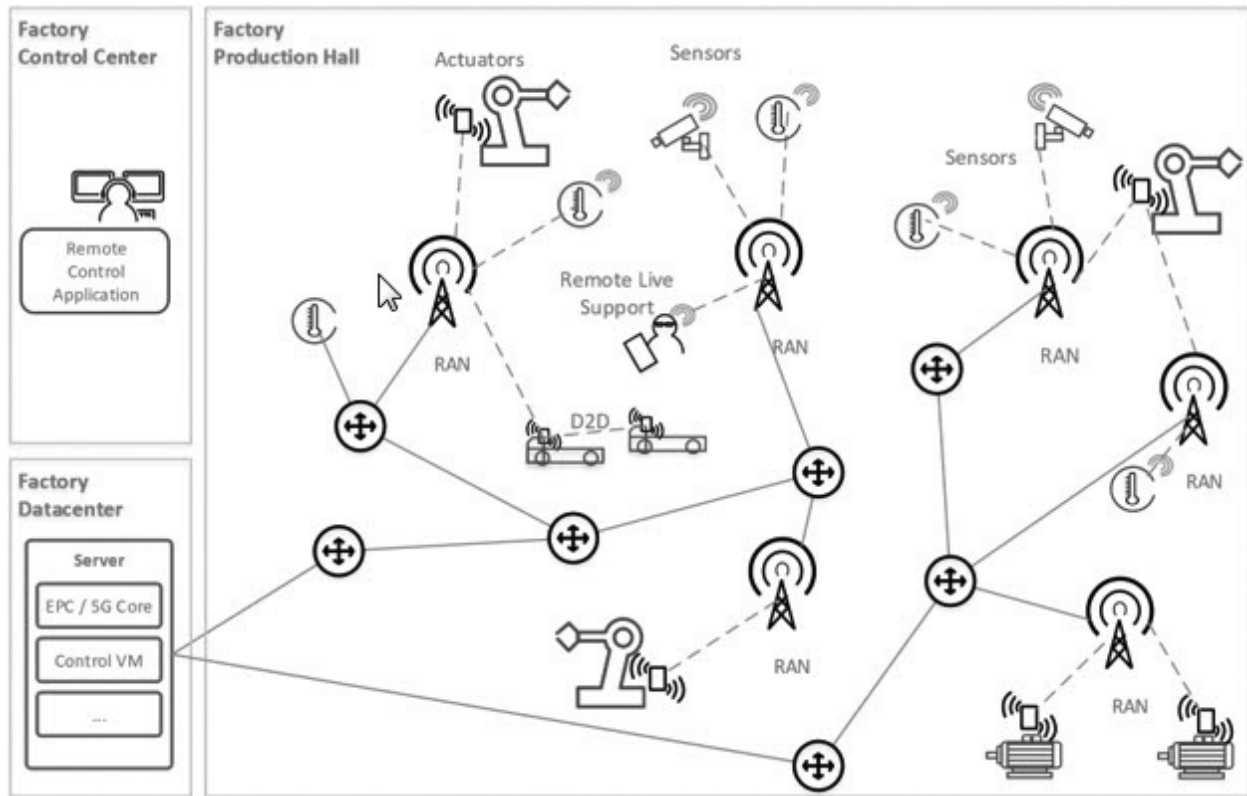 Factory
Control Center
Remote
Control
Application
Factory
Datacenter
Server
EPC / 5G Core
Control VM
...
Factory
Production Hall
Actuators
Sensors
Sensors
Remote Live
Support
RAN
RAN
RAN
D2D
RAN
RAN
RAN